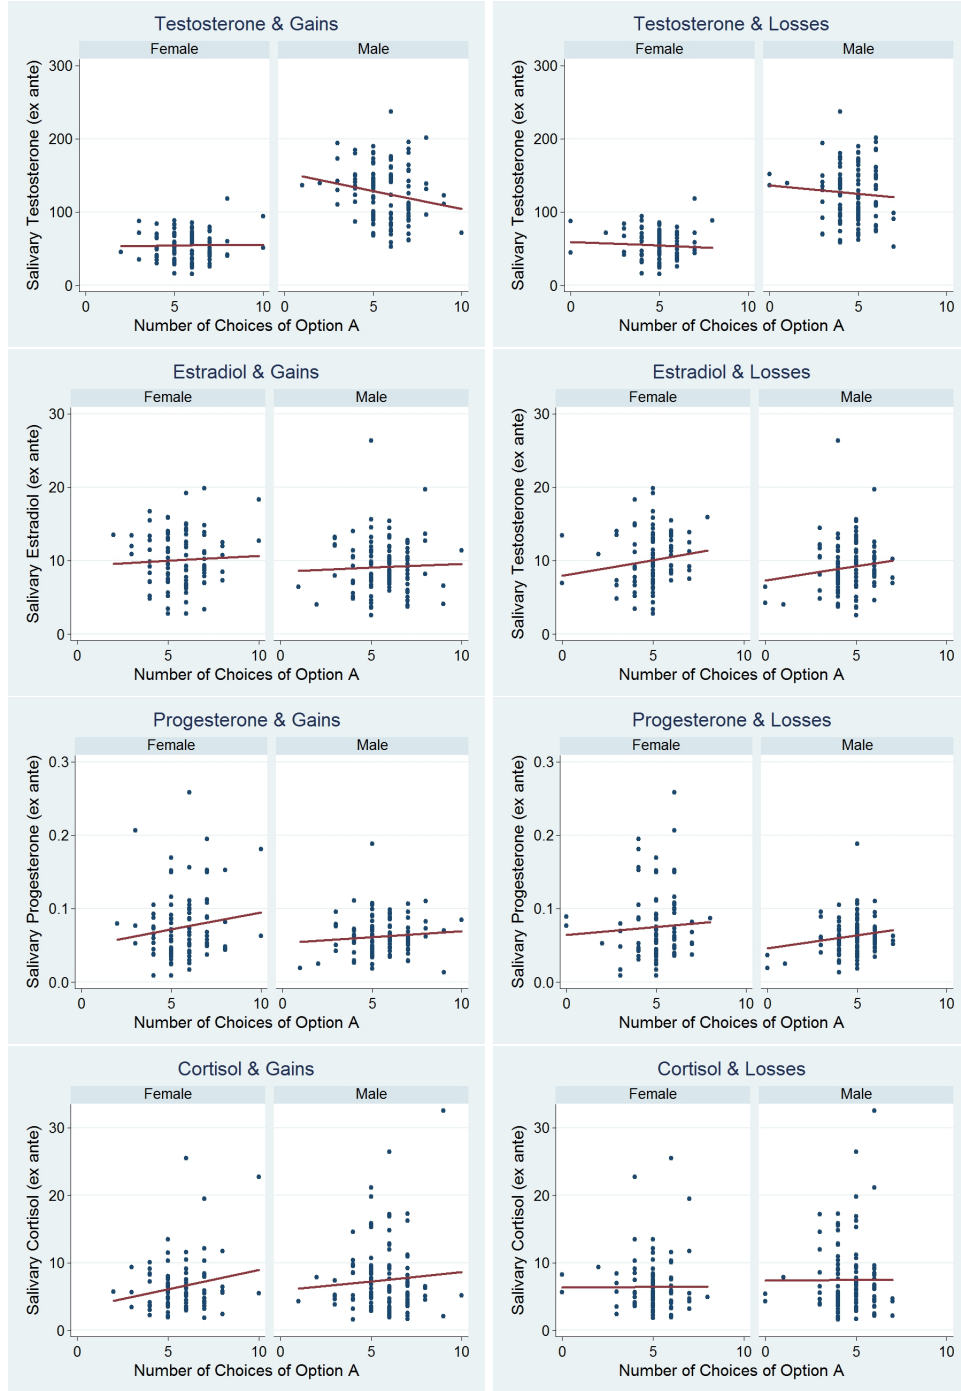 Testosterone & Gains
Female Male
Salivary Testosterone (ex ante)
300
200
100
0
0 5 10 0 5 10
Number of Choices of Option A
Testosterone & Losses
Female Male
Salivary Testosterone (ex ante)
300
200
100
0
0 5 10 0 5 10
Number of Choices of Option A
Estradiol & Gains
Female Male
Salivary Estradiol (ex ante)
30
20
10
0
0 5 10 0 5 10
Number of Choices of Option A
Estradiol & Losses
Female Male
Salivary Testosterone (ex ante)
30
20
10
0
0 5 10 0 5 10
Number of Choices of Option A
Progesterone & Gains
Female Male
Salivary Progesterone (ex ante)
0.3
0.2
0.1
0.0
0 5 10 0 5 10
Number of Choices of Option A
Progesterone & Losses
Female Male
Salivary Progesterone (ex ante)
0.3
0.2
0.1
0.0
0 5 10 0 5 10
Number of Choices of Option A
Cortisol & Gains
Female Male
Salivary Cortisol (ex ante)
30
20
10
0
0 5 10 0 5 10
Number of Choices of Option A
Cortisol & Losses
Female Male
Salivary Cortisol (ex ante)
30
20
10
0
0 5 10 0 5 10
Number of Choices of Option A